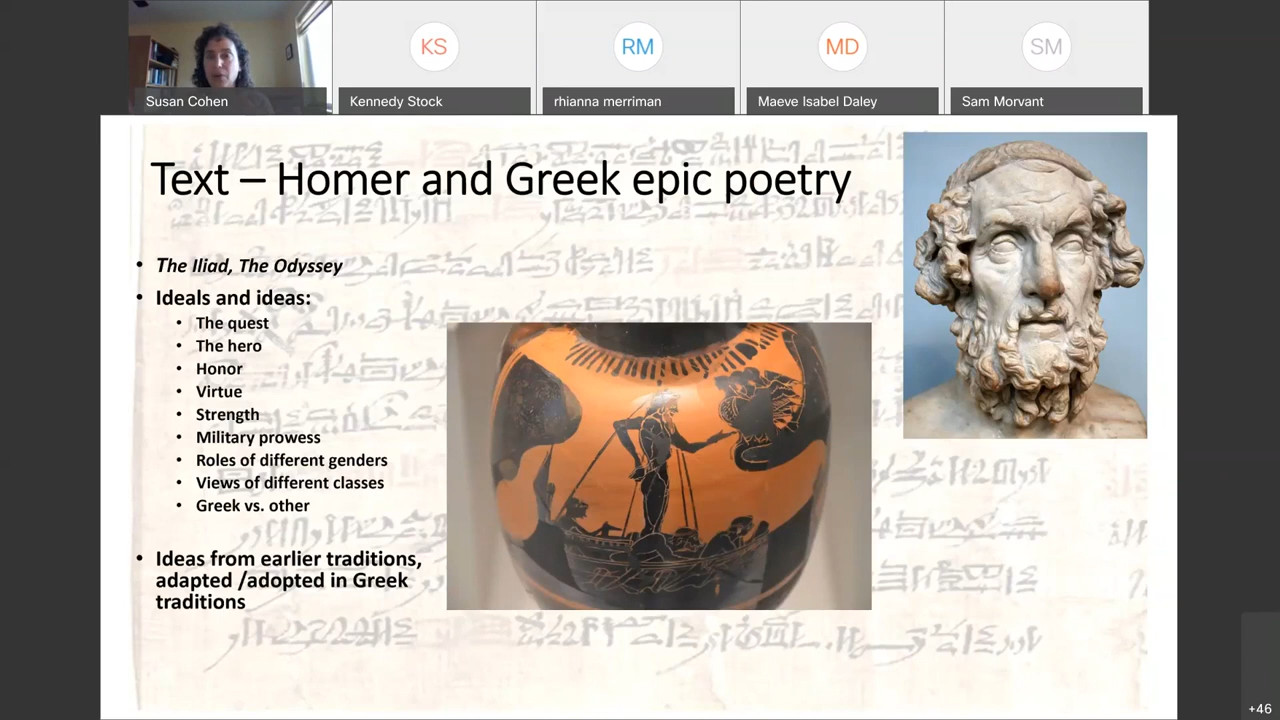 KS
RM
MD
SM
Susan Cohen
Kennedy Stock
rhianna merriman
Maeve Isabel Daley
Sam Morvant
Text – Homer and Greek epic poetry
• The Iliad, The Odyssey
• Ideals and ideas:
• The quest
• The hero
• Honor
• Virtue
• Strength
• Military prowess
• Roles of different genders
• Views of different classes
• Greek vs. other
• Ideas from earlier traditions,
adapted /adopted in Greek
traditions
+46